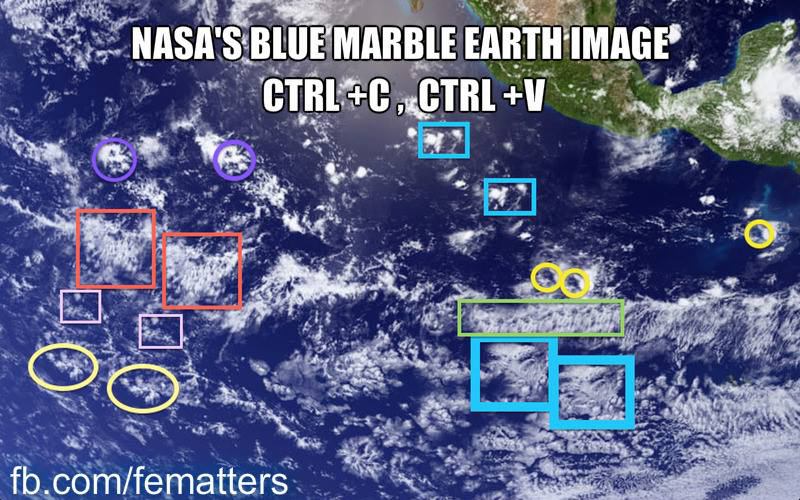 NASA'S BLUE MARBLE EARTH IMAGE
CTRL +C , CTRL +V
fb.com/fematters